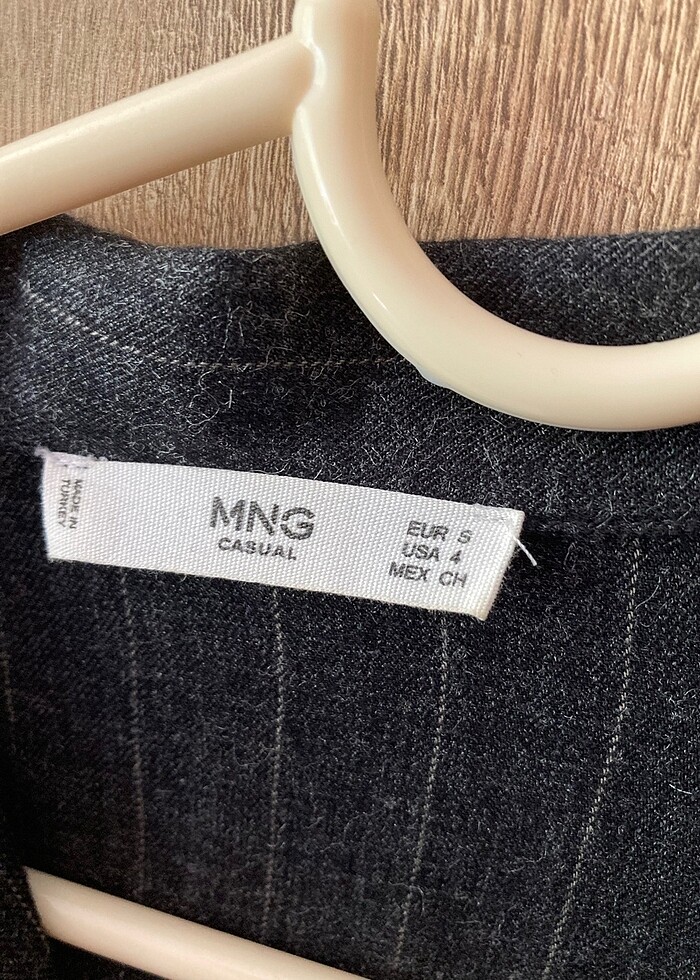 MADE IN
TURKEY
MNG
CASUAL
EUR S
USA 4
MEX CH